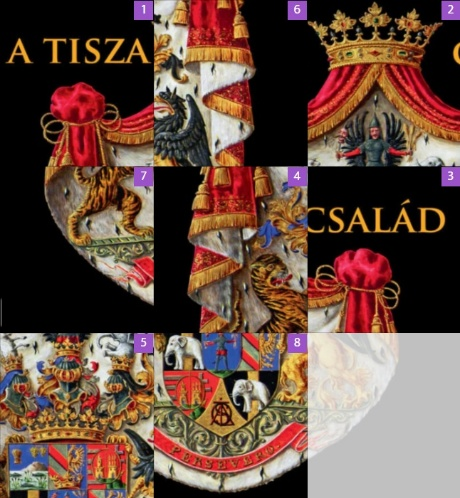 1 6 2
A TISZA
7 4 3
CSALÁD
5 8
PERSEVERO.